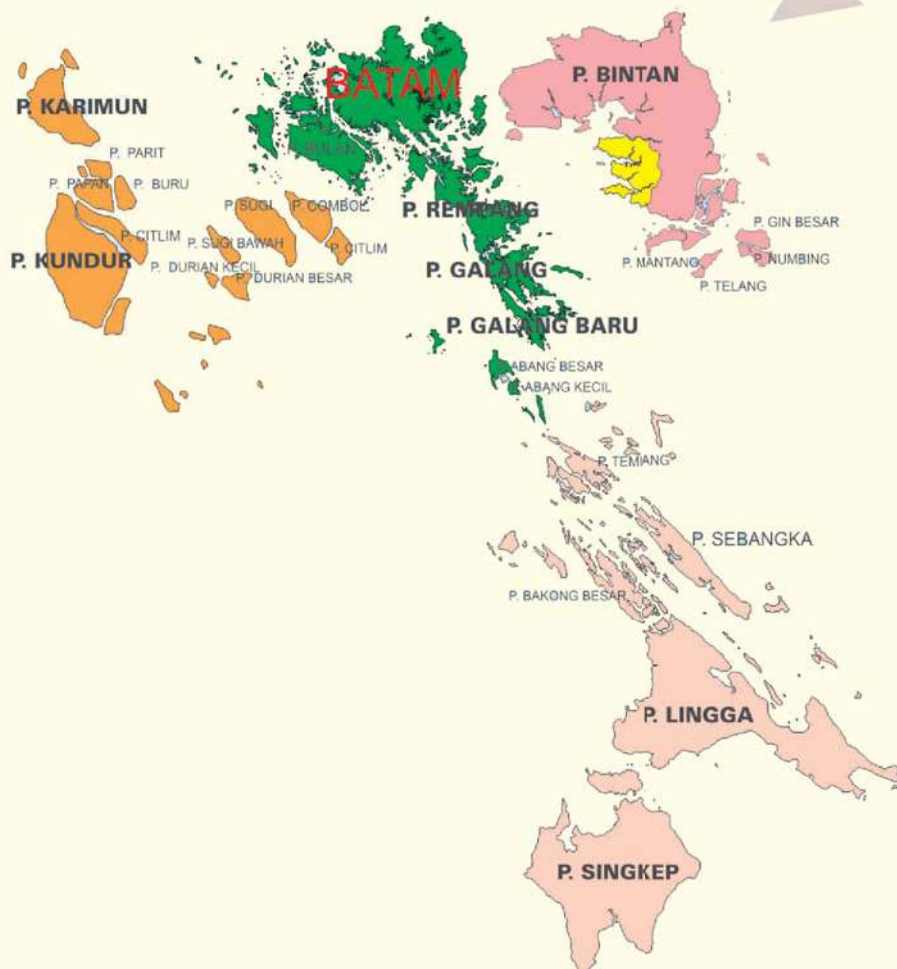 BATAM
P. BINTAN
P. KARIMUN
P. BULAN
P. PARIT
P. PAPAN
P. BURU
P. SUGI
P. COMBOL
P. REMPANG
P. CITLIM
P. SUGI BAWAH
P. CITLIM
P. GIN BESAR
P. KUNDUR
P. DURIAN KECIL
P. DURIAN BESAR
P. GALANG
P. MANTANG
P. NUMBING
P. TELANG
P. GALANG BARU
ABANG BESAR
ABANG KECIL
P. TEMIANG
P. SEBANGKA
P. BAKONG BESAR
P. LINGGA
P. SINGKEP